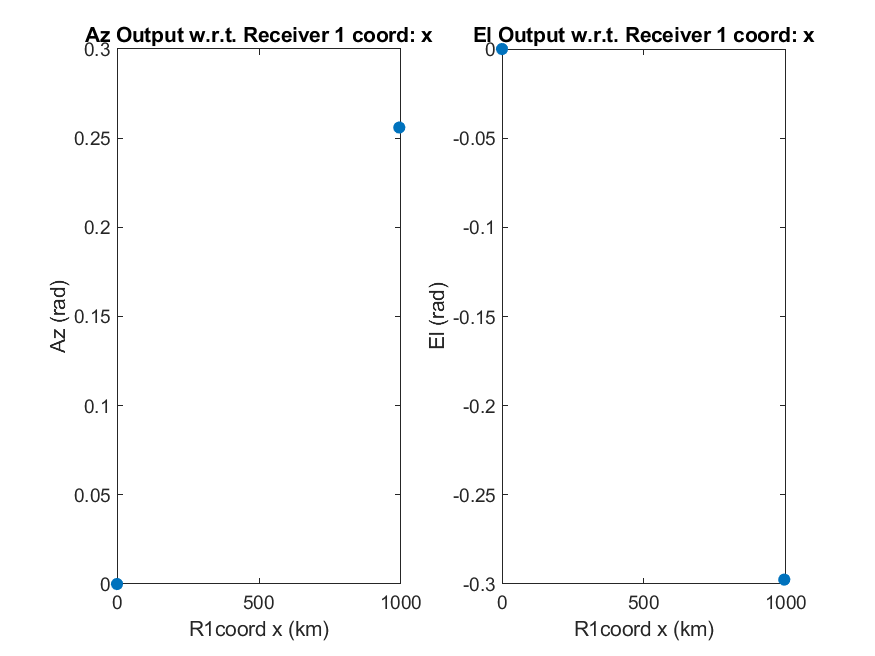 Az Output w.r.t. Receiver 1 coord: x
0.3
0.25
0.2
0.15
0.1
0.05
0
Az (rad)
0 500 1000
R1coord x (km)
El Output w.r.t. Receiver 1 coord: x
0
-0.05
-0.1
-0.15
-0.2
-0.25
-0.3
El (rad)
0 500 1000
R1coord x (km)